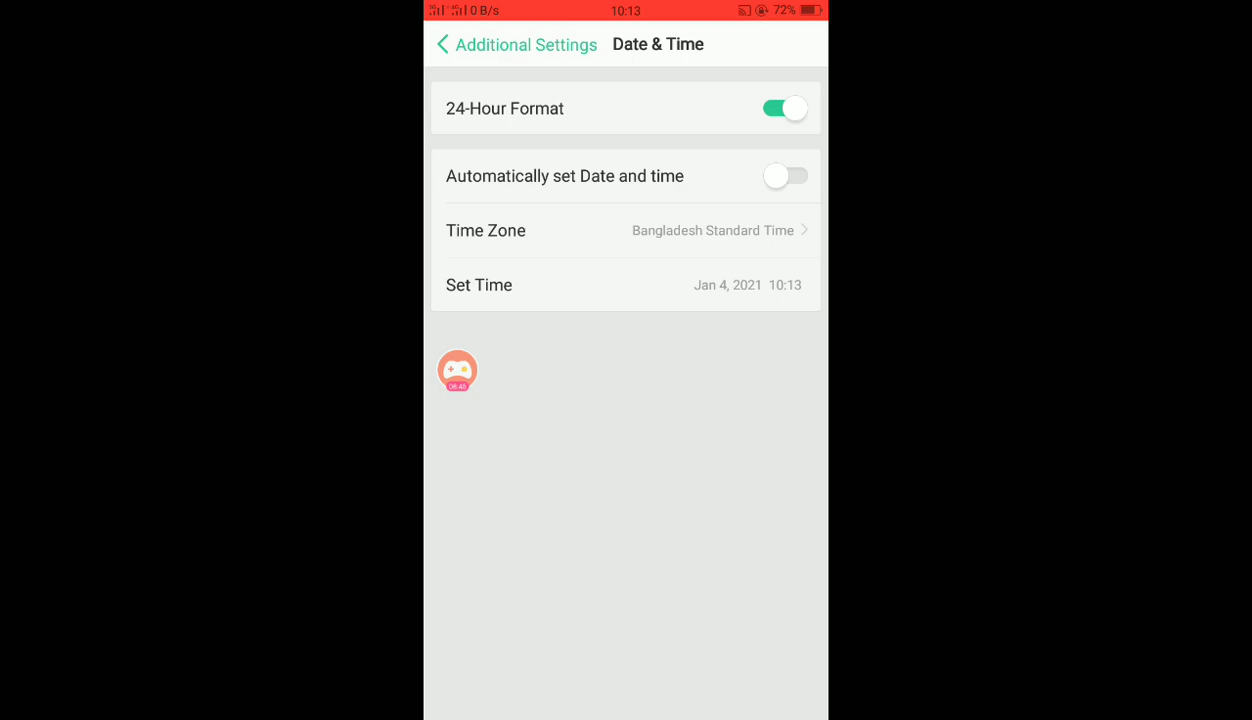 0 B/s 10:13 72%
Additional Settings Date & Time
24-Hour Format
Automatically set Date and time
Time Zone Bangladesh Standard Time
Set Time Jan 4, 2021 10:13